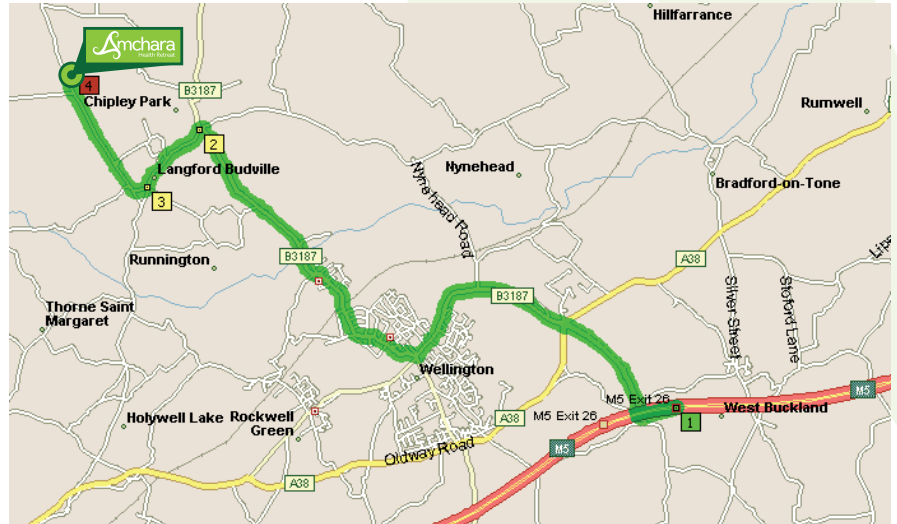 Hillfarrance
Amchara
Health Retreat
4
Chipley Park
B3187
Rumwell
2
Langford Budville
Nynehead
Nynehead Road
Bradford-on-Tone
3
Runnington
B3187
A38
B3187
Silver Street
Stoford Lane
Thorne Saint
Margaret
Wellington
M5
M5 Exit 26
M5 Exit 26
West Buckland
1
Holywell Lake
Rockwell
Green
A38
M5
Oldway Road
A38